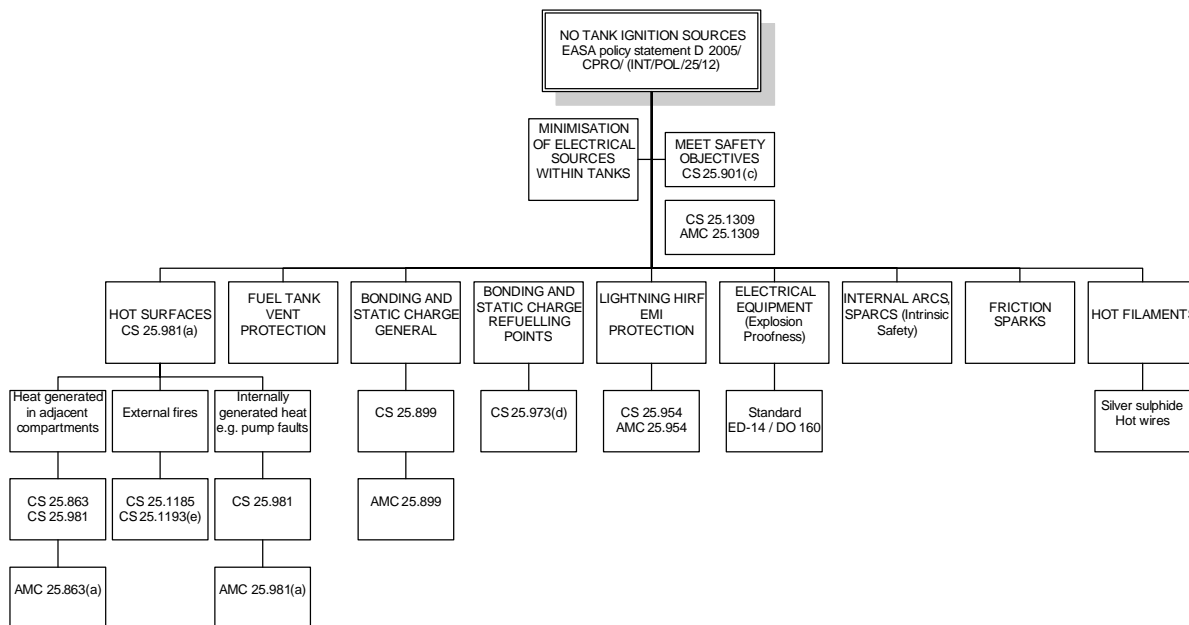 NO TANK IGNITION SOURCES
EASA policy statement D 2005/
CPRO/ (INT/POL/25/12)
MINIMISATION
OF ELECTRICAL
SOURCES
WITHIN TANKS
MEET SAFETY
OBJECTIVES
CS 25.901(c)
CS 25.1309
AMC 25.1309
HOT SURFACES
CS 25.981(a)
FUEL TANK
VENT
PROTECTION
BONDING AND
STATIC CHARGE
GENERAL
BONDING AND
STATIC CHARGE
REFUELLING
POINTS
LIGHTNING HIRF
EMI
PROTECTION
ELECTRICAL
EQUIPMENT
(Explosion
Proofness)
INTERNAL ARCS,
SPARCS (Intrinsic
Safety)
FRICTION
SPARKS
HOT FILAMENTS
Heat generated
in adjacent
compartments
External fires
Internally
generated heat
e.g. pump faults
CS 25.899
CS 25.973(d)
CS 25.954
AMC 25.954
Standard
ED-14 / DO 160
Silver sulphide
Hot wires
CS 25.863
CS 25.981
CS 25.1185
CS 25.1193(e)
CS 25.981
AMC 25.899
AMC 25.863(a)
AMC 25.981(a)